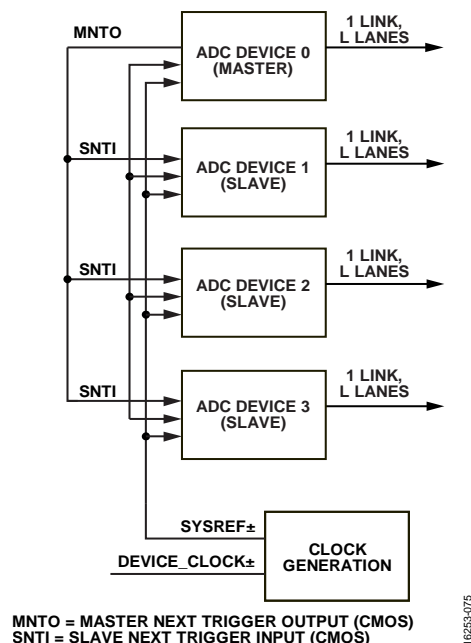 MNTO
ADC DEVICE 0
(MASTER)
1 LINK,
L LANES
SNTI
ADC DEVICE 1
(SLAVE)
1 LINK,
L LANES
SNTI
ADC DEVICE 2
(SLAVE)
1 LINK,
L LANES
SNTI
ADC DEVICE 3
(SLAVE)
1 LINK,
L LANES
SYSREF±
DEVICE_CLOCK±
CLOCK
GENERATION
MNTO = MASTER NEXT TRIGGER OUTPUT (CMOS)
SNTI = SLAVE NEXT TRIGGER INPUT (CMOS)
16253-075